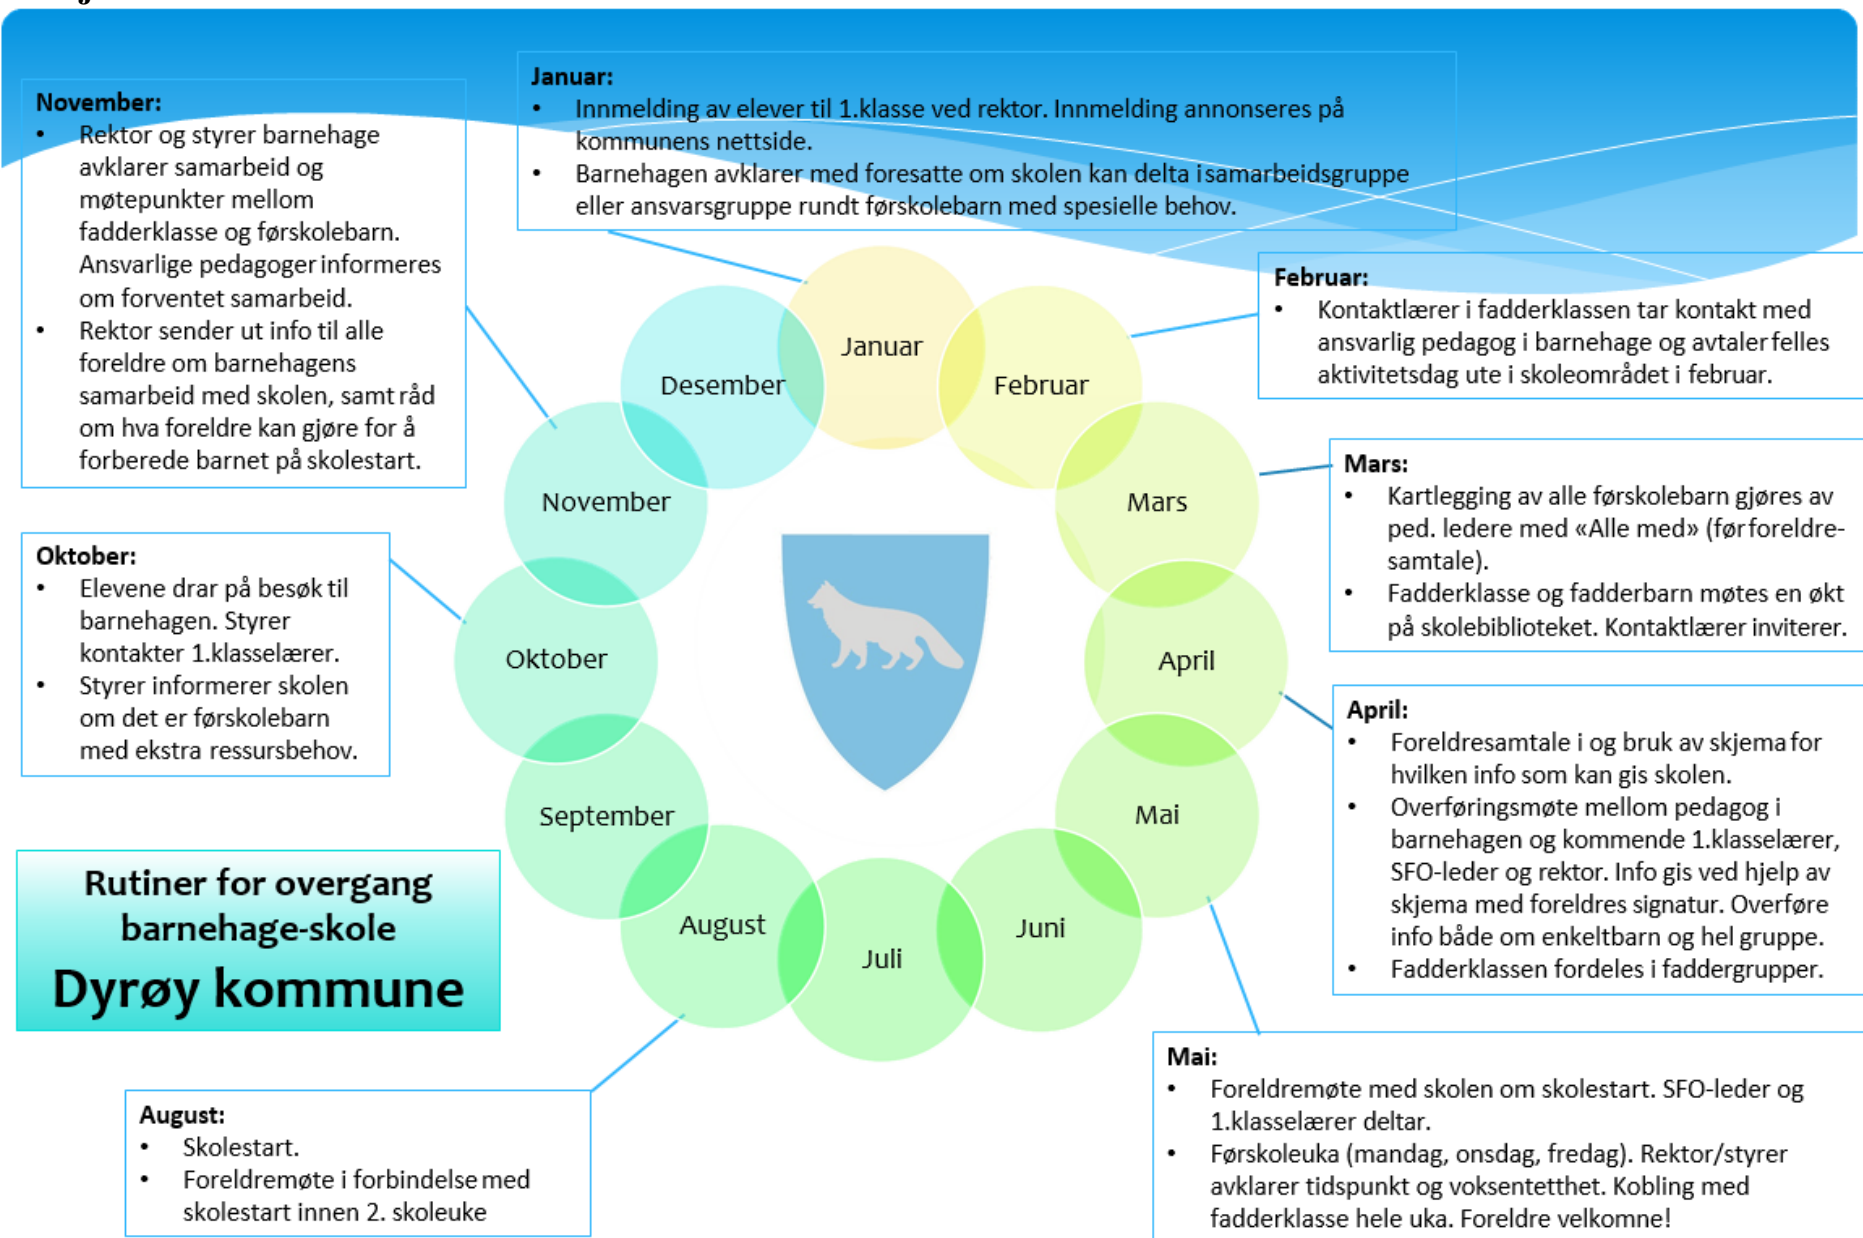 November:
• Rektor og styrer barnehage
avklarer samarbeid og
møtepunkter mellom
fadderklasse og førskolebarn.
Ansvarlige pedagoger informeres
om forventet samarbeid.
• Rektor sender ut info til alle
foreldre om barnehagens
samarbeid med skolen, samt råd
om hva foreldre kan gjøre for å
forberede barnet på skolestart.
Januar:
• Innmelding av elever til 1.klasse ved rektor. Innmelding annonseres på
kommunens nettside.
• Barnehagen avklarer med foresatte om skolen kan delta i samarbeidsgruppe
eller ansvarsgruppe rundt førskolebarn med spesielle behov.
Februar:
• Kontaktlærer i fadderklassen tar kontakt med
ansvarlig pedagog i barnehage og avtaler felles
aktivitetsdag ute i skoleområdet i februar.
Mars:
• Kartlegging av alle førskolebarn gjøres av
ped. ledere med «Alle med» (før foreldre-
samtale).
• Fadderklasse og fadderbarn møtes en økt
på skolebiblioteket. Kontaktlærer inviterer.
April:
• Foreldresamtale i og bruk av skjema for
hvilken info som kan gis skolen.
• Overføringsmøte mellom pedagog i
barnehagen og kommende 1.klasselærer,
SFO-leder og rektor. Info gis ved hjelp av
skjema med foreldres signatur. Overføre
info både om enkeltbarn og hel gruppe.
• Fadderklassen fordeles i faddergrupper.
Mai:
• Foreldremøte med skolen om skolestart. SFO-leder og
1.klasselærer deltar.
• Førskoleuka (mandag, onsdag, fredag). Rektor/styrer
avklarer tidspunkt og voksentetthet. Kobling med
fadderklasse hele uka. Foreldre velkomne!
Oktober:
• Elevene drar på besøk til
barnehagen. Styrer
kontakter 1.klasselærer.
• Styrer informerer skolen
om det er førskolebarn
med ekstra ressursbehov.
Rutiner for overgang
barnehage-skole
Dyrøy kommune
August:
• Skolestart.
• Foreldremøte i forbindelse med
skolestart innen 2. skoleuke
Januar
Februar
Mars
April
Mai
Juni
Juli
August
September
Oktober
November
Desember